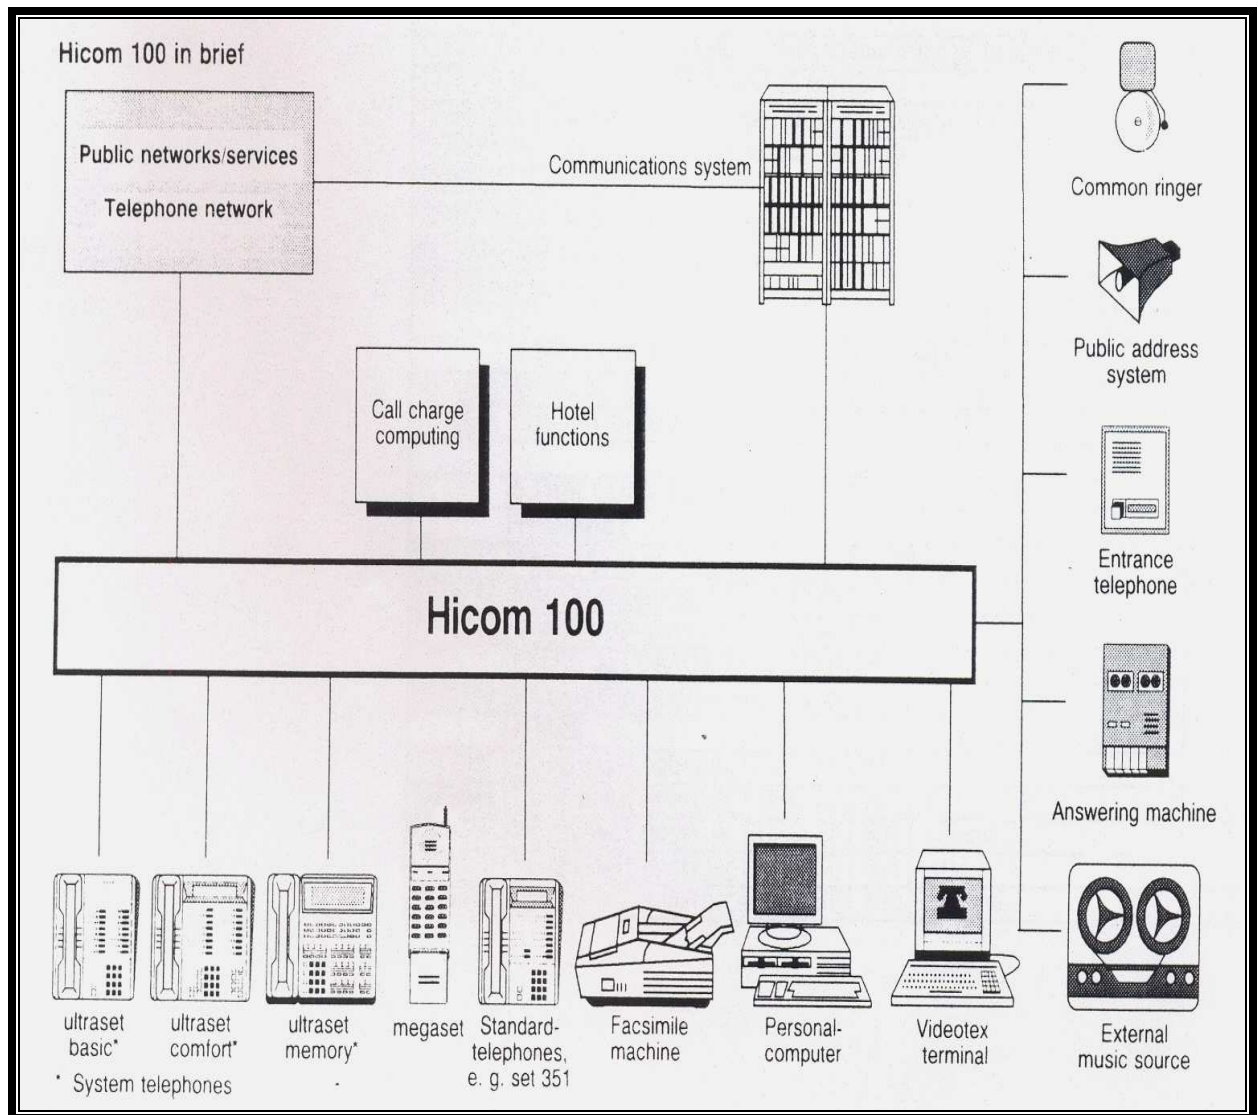 Hicom 100 in brief
Public networks/services
Telephone network
Communications system
Common ringer
Public address
system
Call charge
computing
Hotel
functions
Entrance
telephone
Hicom 100
Answering machine
ultraset
basic*
ultraset
comfort*
ultraset
memory*
megaset
Standard-
telephones,
e. g. set 351
Facsimile
machine
Personal-
computer
Videotex
terminal
External
music source
* System telephones